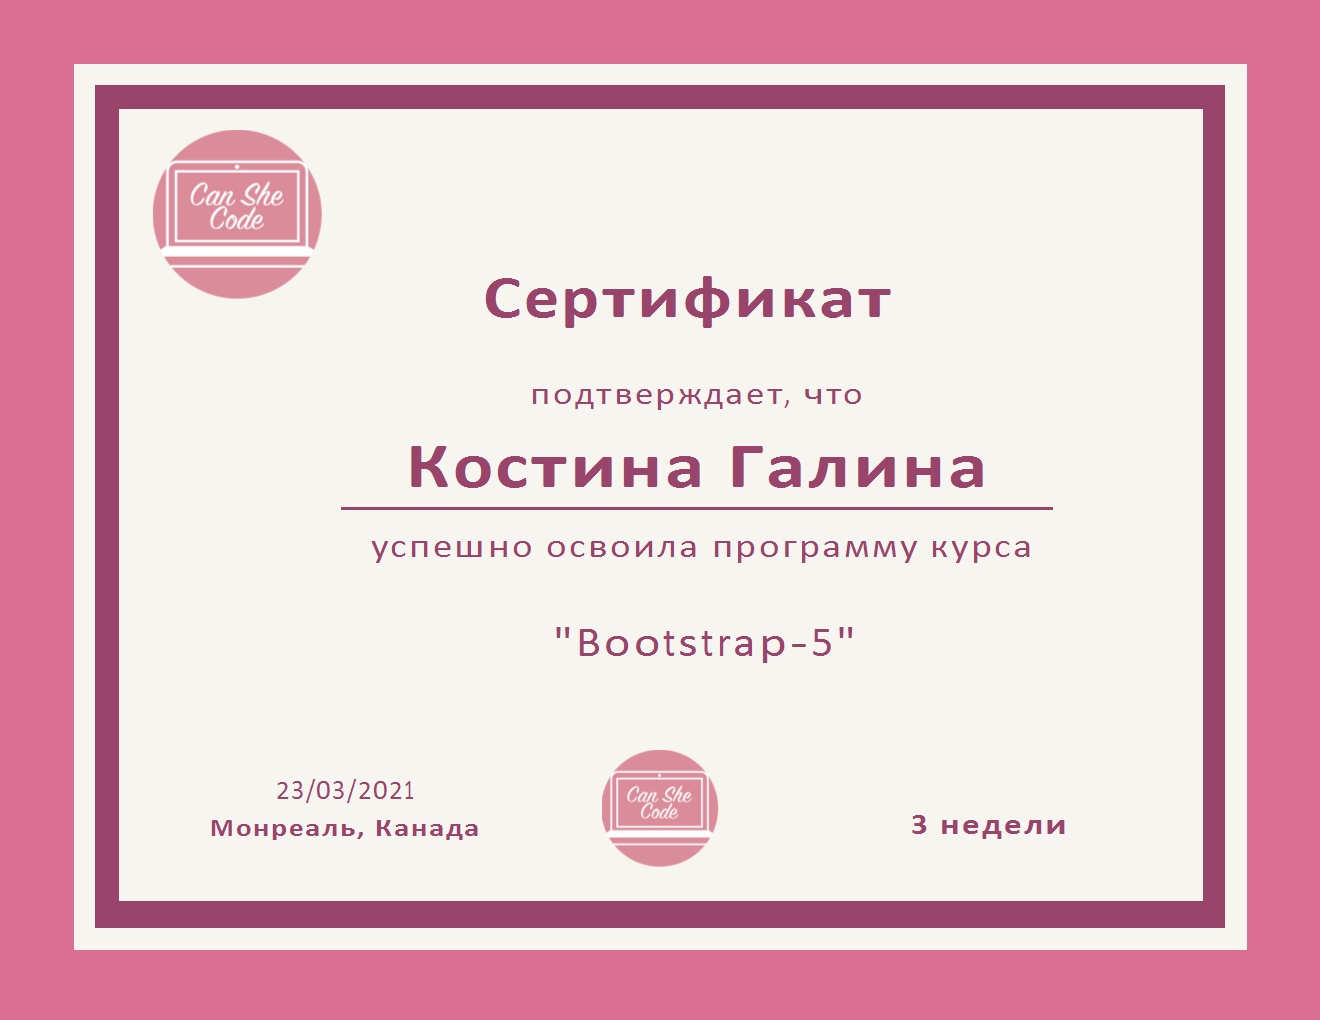 Can She
Code
Сертификат
подтверждает, что
Костина Галина
успешно освоила программу курса
"Bootstrap-5"
23/03/2021
Монреаль, Канада
Can She
Code
3 недели